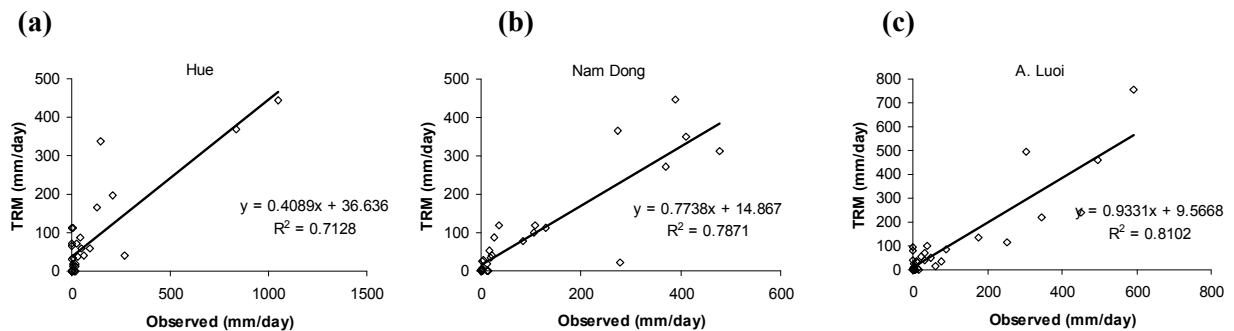 (a)
Hue
500
400
300
200
100
0
0
500
1000
1500
TRM (mm/day)
Observed (mm/day)
y = 0.4089x + 36.636
R² = 0.7128
(b)
Nam Dong
500
400
300
200
100
0
0
200
400
600
TRM (mm/day)
Observed (mm/day)
y = 0.7738x + 14.867
R² = 0.7871
(c)
A. Luoi
800
700
600
500
400
300
200
100
0
0
200
400
600
800
TRM (mm/day)
Observed (mm/day)
y = 0.9331x + 9.5668
R² = 0.8102